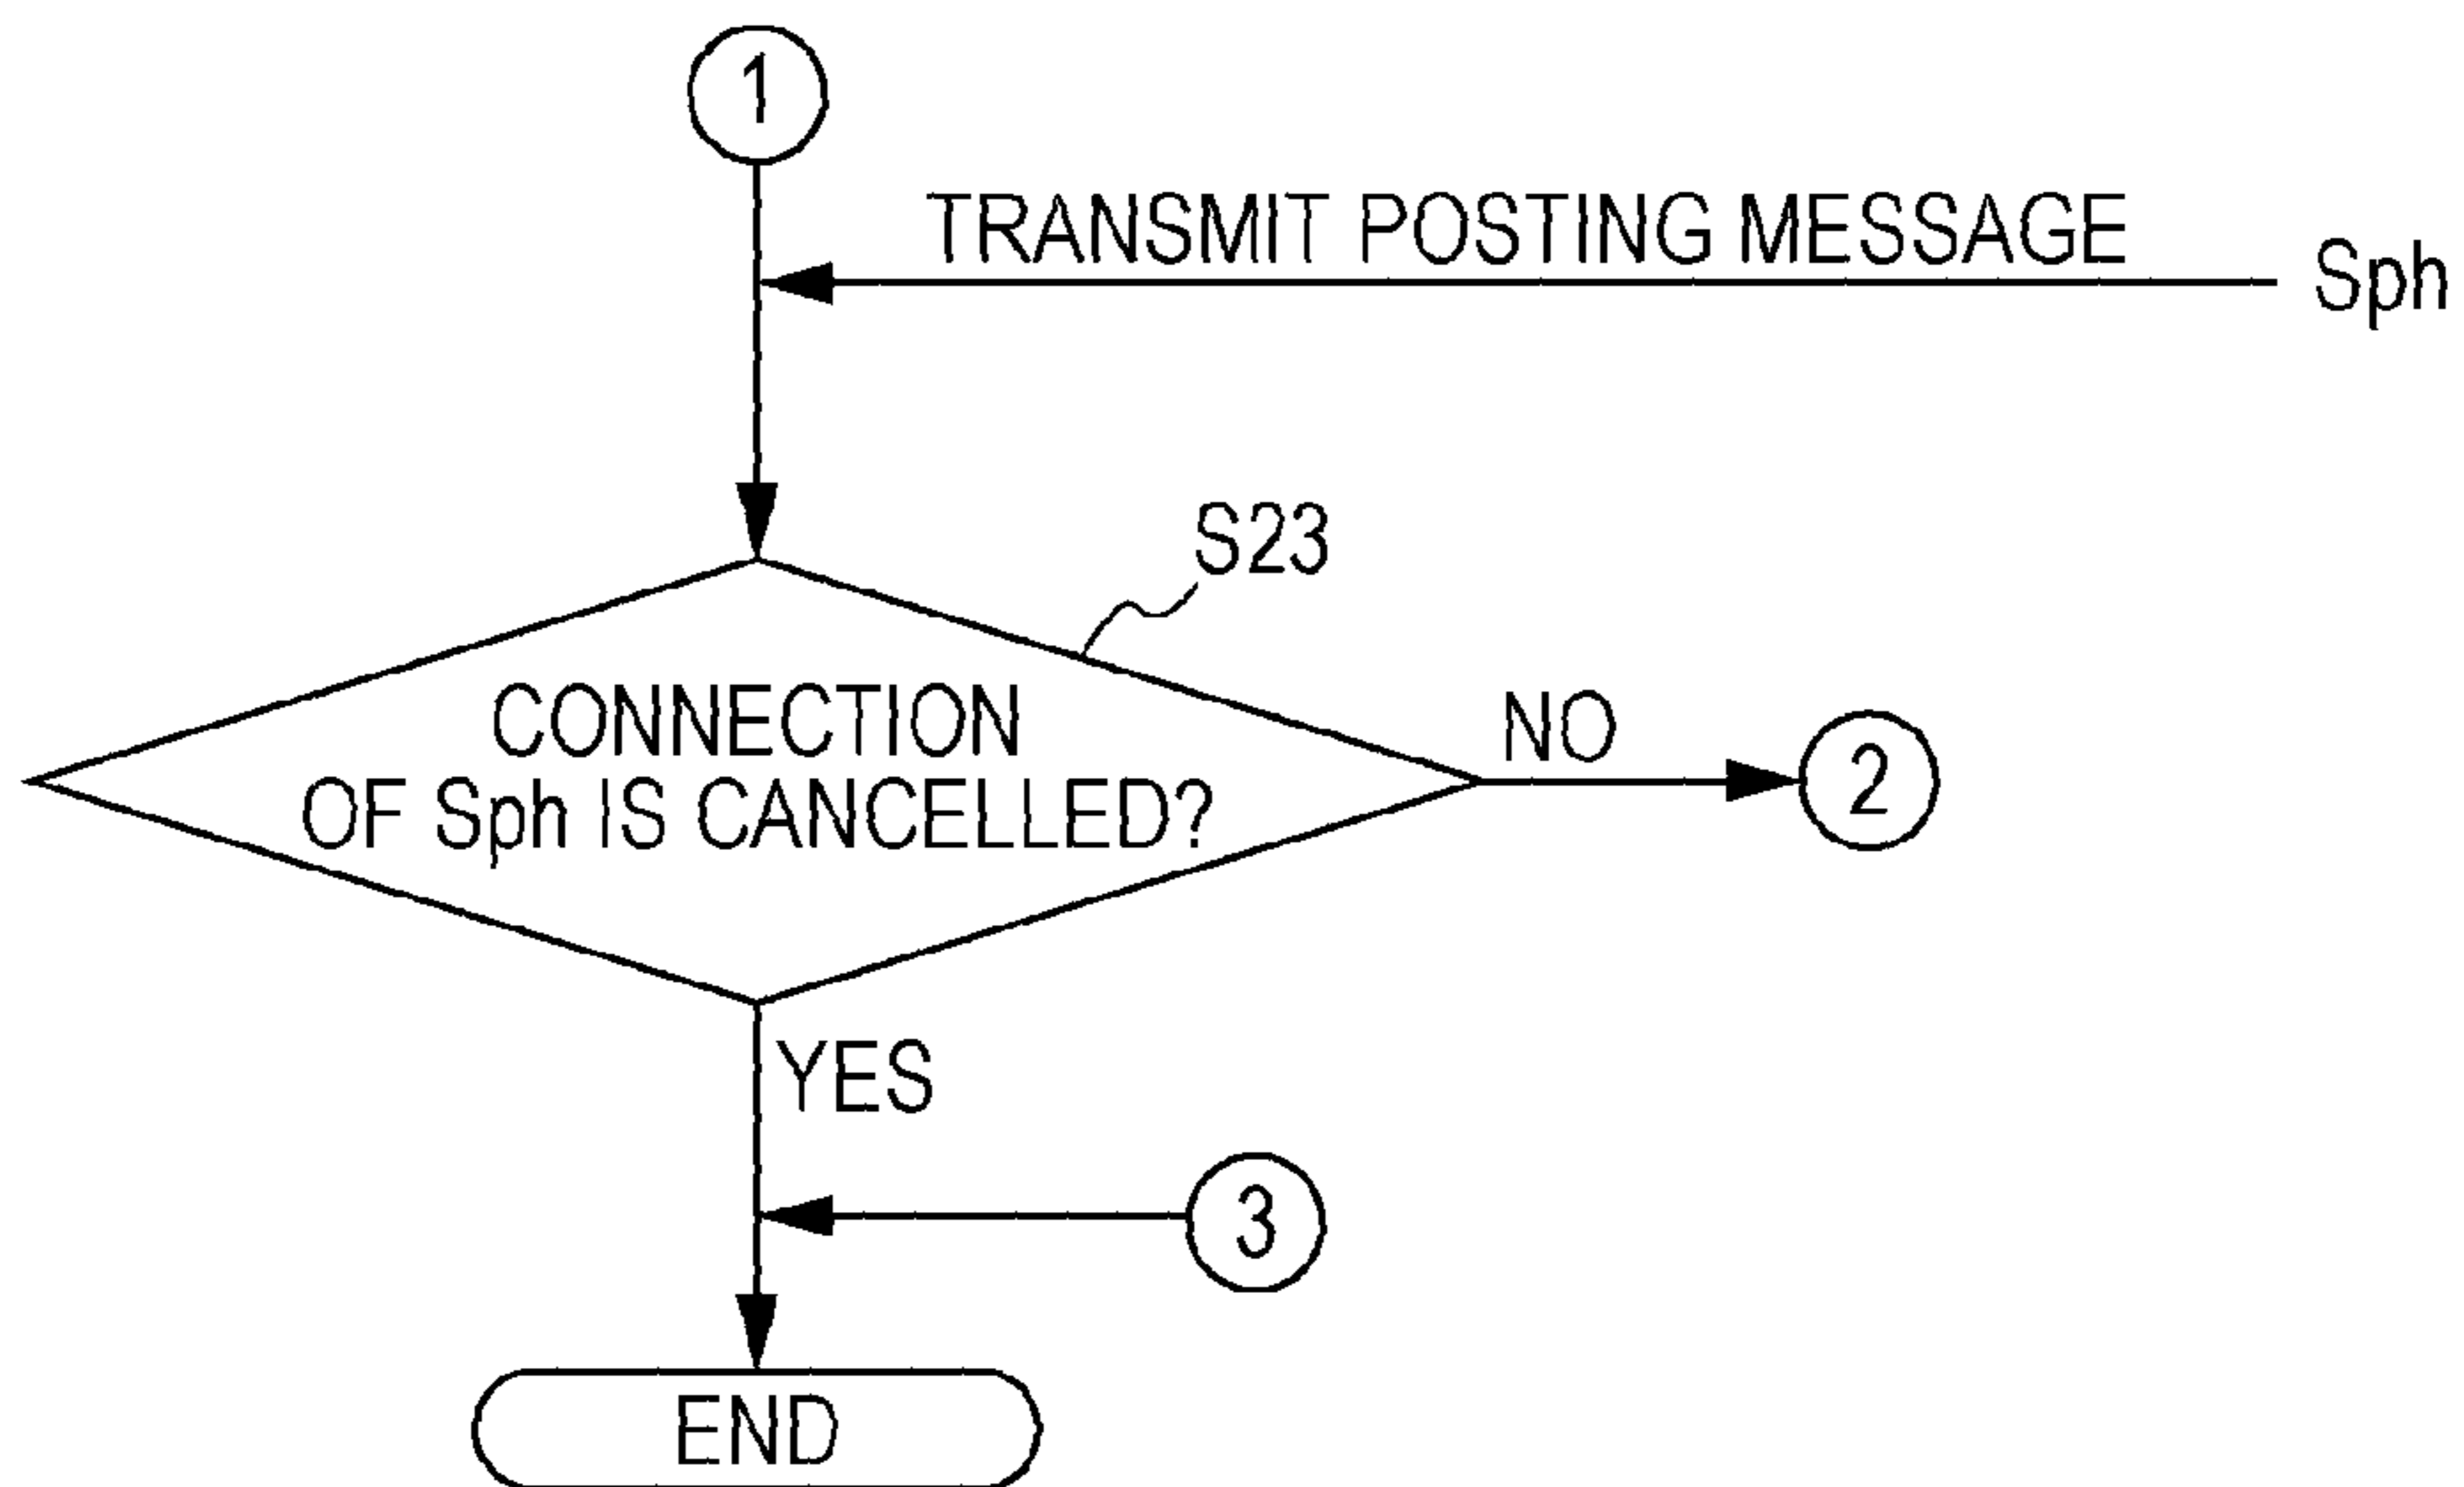 1
TRANSMIT POSTING MESSAGE
Sph
S23
CONNECTION
OF Sph IS CANCELLED?
NO
2
YES
3
END